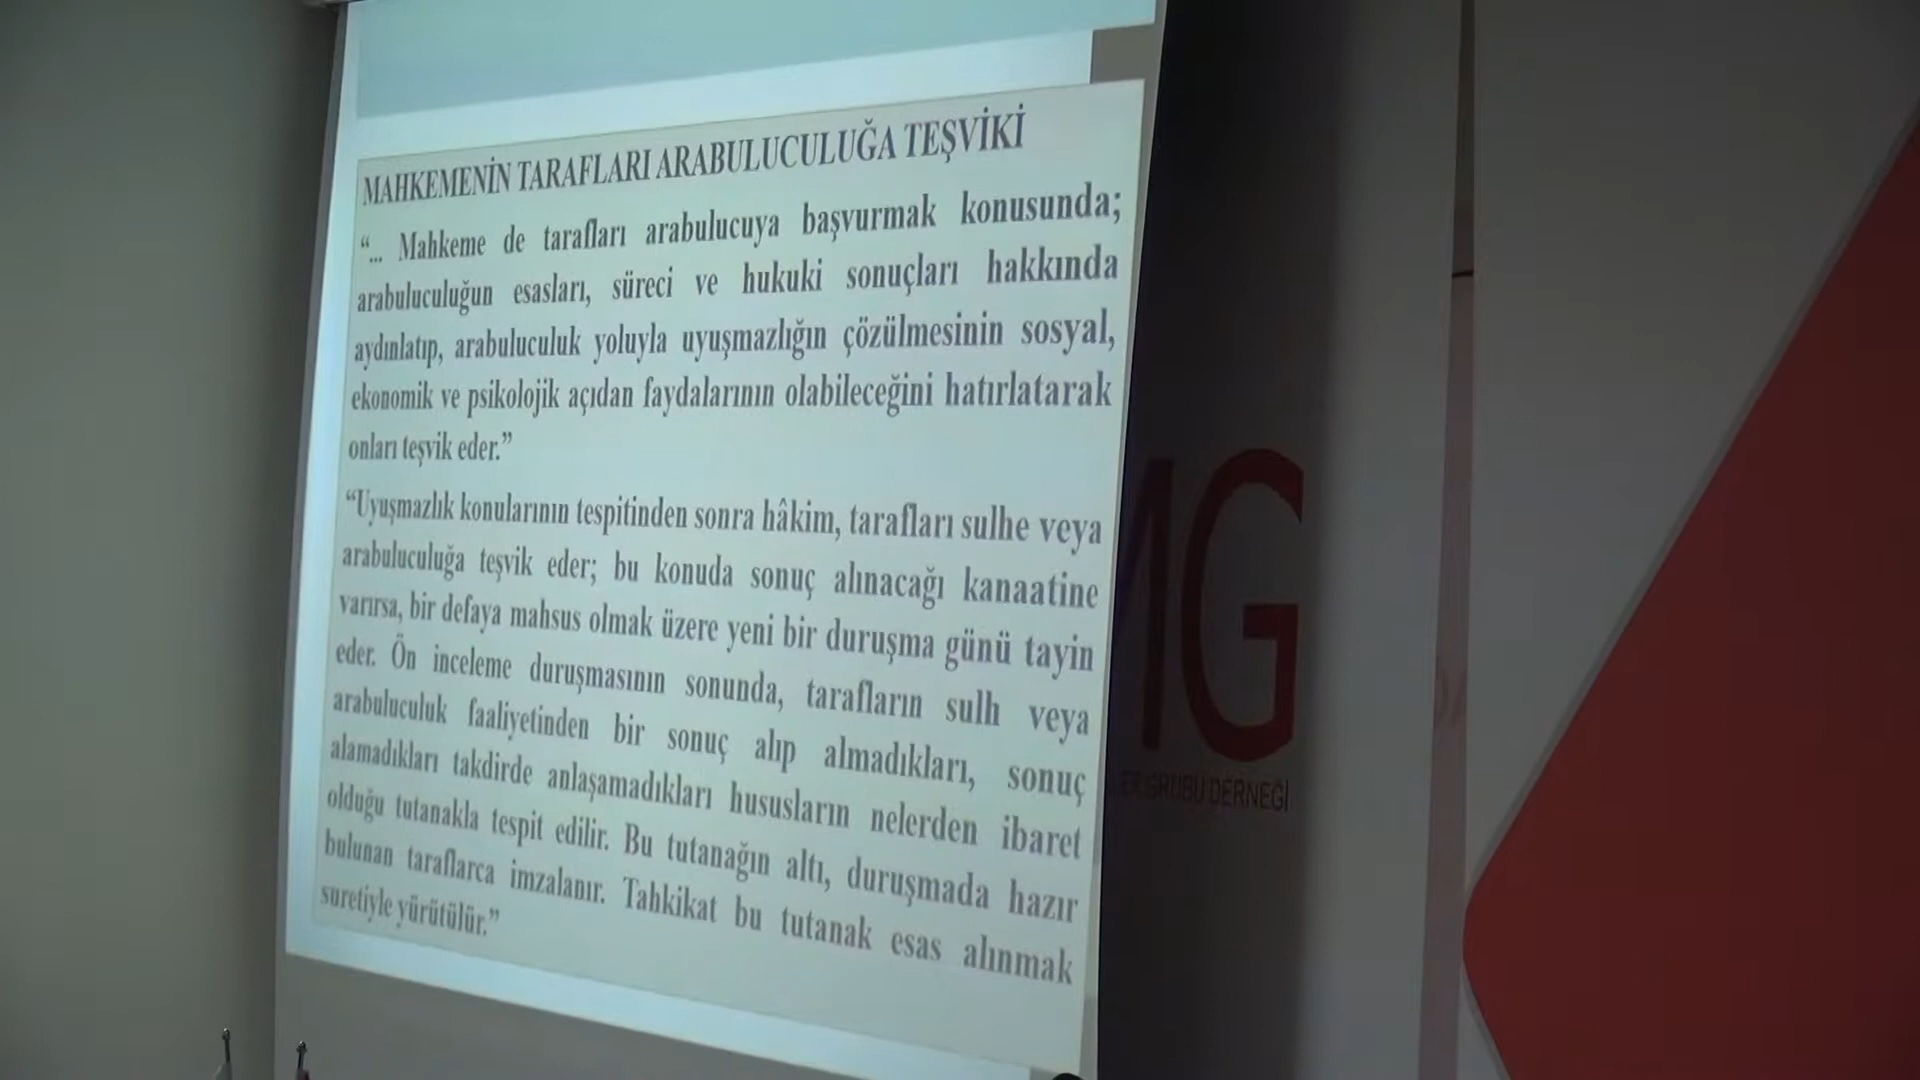 MAHKEMENİN TARAFLARI ARABULUCULUĞA TEŞVİKİ
“... Mahkeme de tarafları arabulucuya başvurmak konusunda;
arabuluculuğun esasları, süreci ve hukuki sonuçları hakkında
aydınlatıp, arabuluculuk yoluyla uyuşmazlığın çözülmesinin sosyal,
ekonomik ve psikolojik açıdan faydalarının olabileceğini hatırlatarak
onları teşvik eder.”
“Uyuşmazlık konularının tespitinden sonra hâkim, tarafları sulhe veya
arabuluculuğa teşvik eder; bu konuda sonuç alınacağı kanaatine
varırsa, bir defaya mahsus olmak üzere yeni bir duruşma günü tayin
eder. Ön inceleme duruşmasının sonunda, tarafların sulh veya
arabuluculuk faaliyetinden bir sonuç alıp almadıkları, sonuç
alamadıkları takdirde anlaşamadıkları hususların nelerden ibaret
olduğu tutanakla tespit edilir. Bu tutanağın altı, duruşmada hazır
bulunan taraflarca imzalanır. Tahkikat bu tutanak esas alınmak
suretiyle yürütülür.”
MG
GRUBU DERNEĞİ